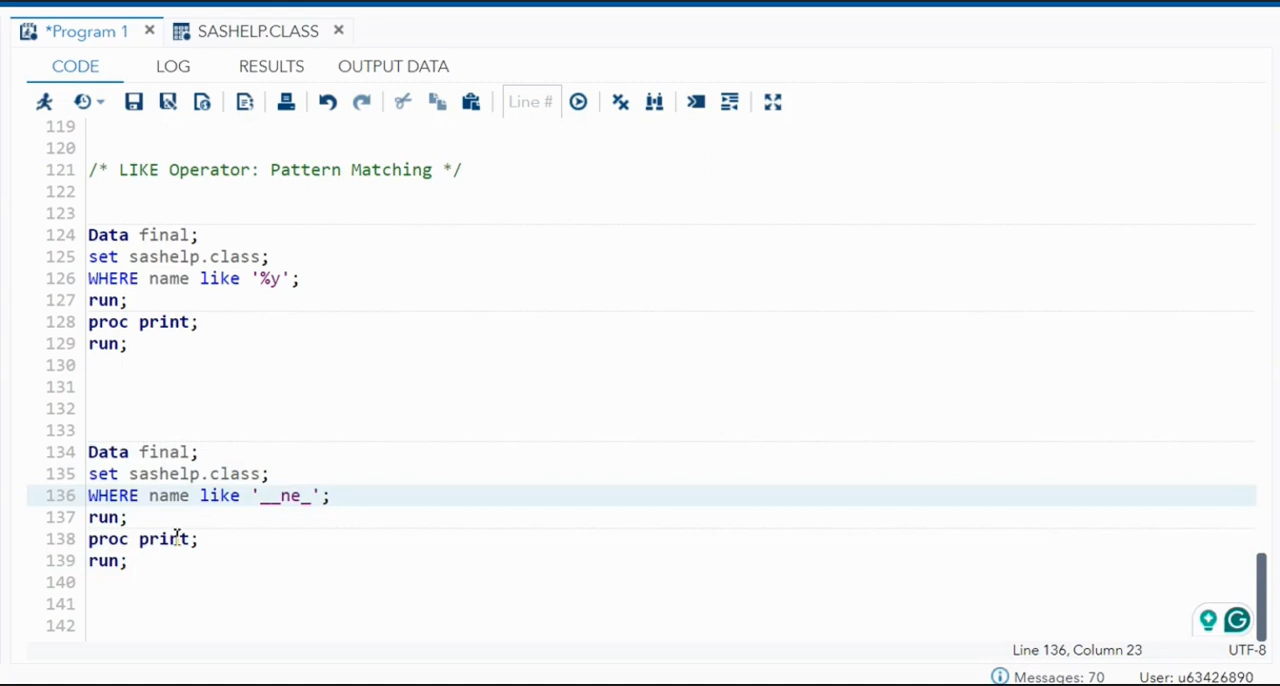 *Program 1 × SASHELP.CLASS ×
CODE LOG RESULTS OUTPUT DATA
Line #
119
120
121 /* LIKE Operator: Pattern Matching */
122
123
124 Data final;
125 set sashelp.class;
126 WHERE name like '%y';
127 run;
128 proc print;
129 run;
130
131
132
133
134 Data final;
135 set sashelp.class;
136 WHERE name like '__ne_';
137 run;
138 proc print;
139 run;
140
141
142
Line 136, Column 23 UTF-8
Messages: 70 User: u63426890